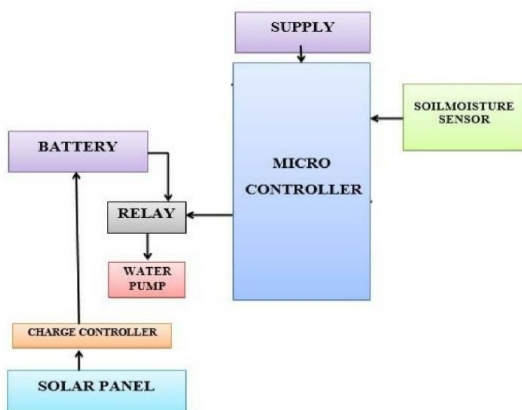 SUPPLY
SOILMOISTURE
SENSOR
BATTERY
MICRO
CONTROLLER
RELAY
WATER
PUMP
CHARGE CONTROLLER
SOLAR PANEL